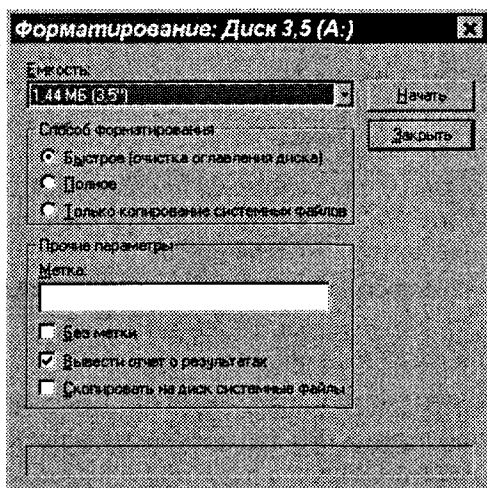 Форматирование: Диск 3,5 (A:)
Емкость:
1,44 МБ (3,5")
Начать
Закрыть
Способ форматирования
Быстрое (очистка оглавления диска)
Полное
Только копирование системных файлов
Прочие параметры
Метка:
Без метки
Вывести отчет о результатах
Скопировать на диск системные файлы